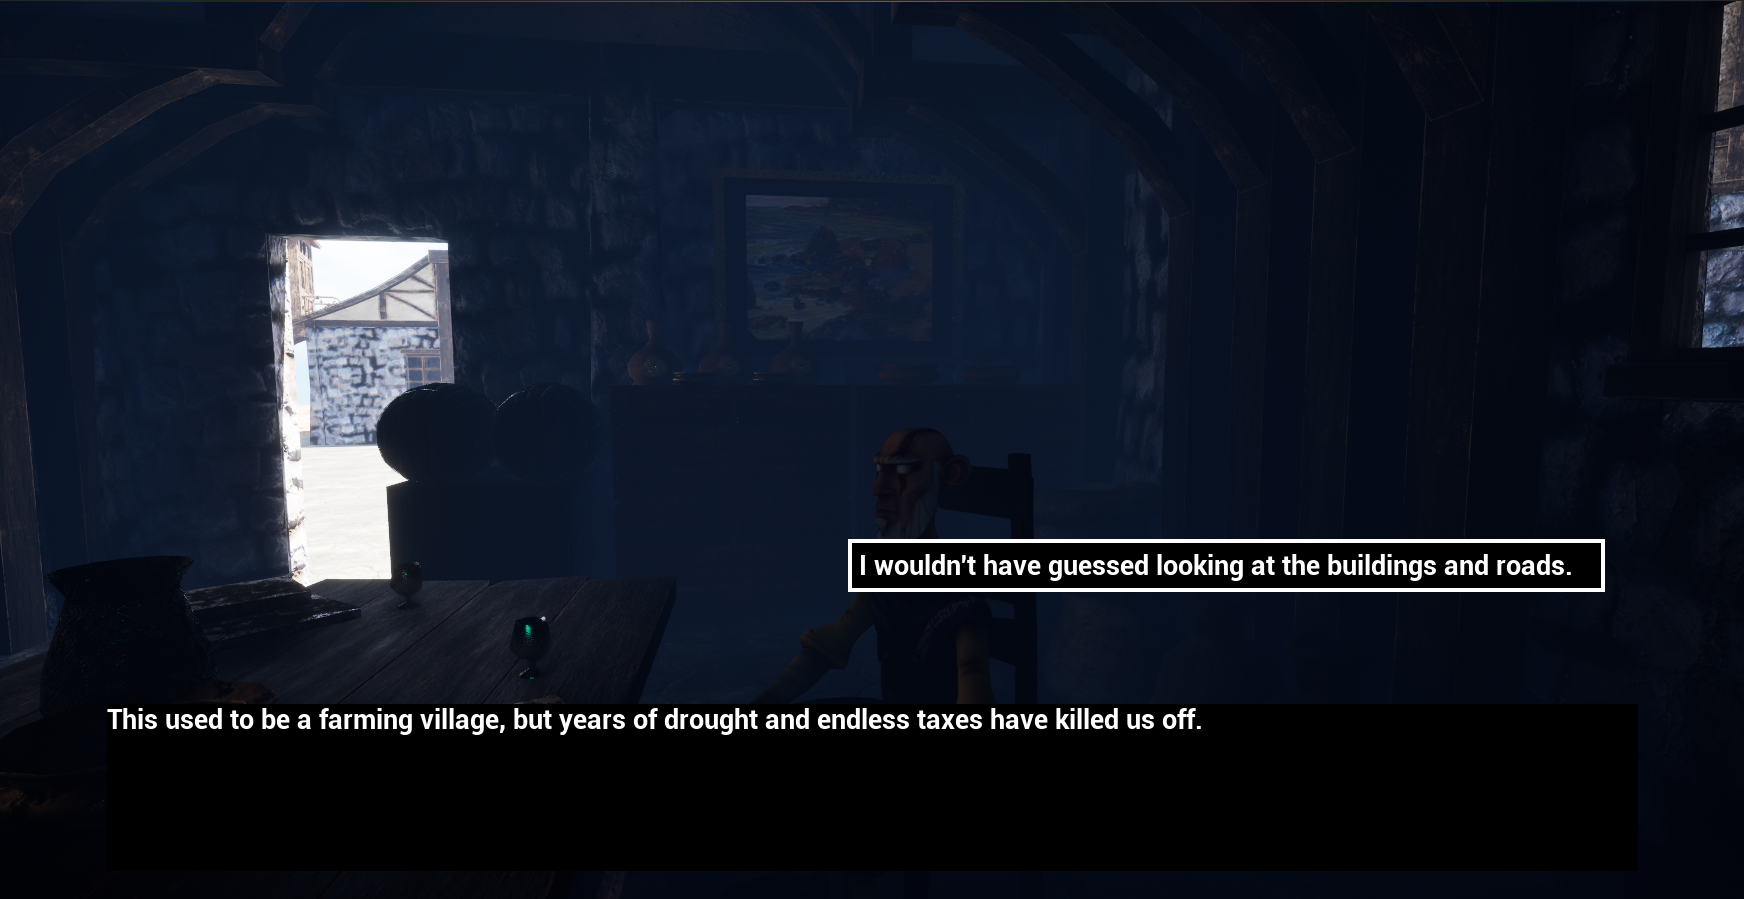 I wouldn't have guessed looking at the buildings and roads.
This used to be a farming village, but years of drought and endless taxes have killed us off.